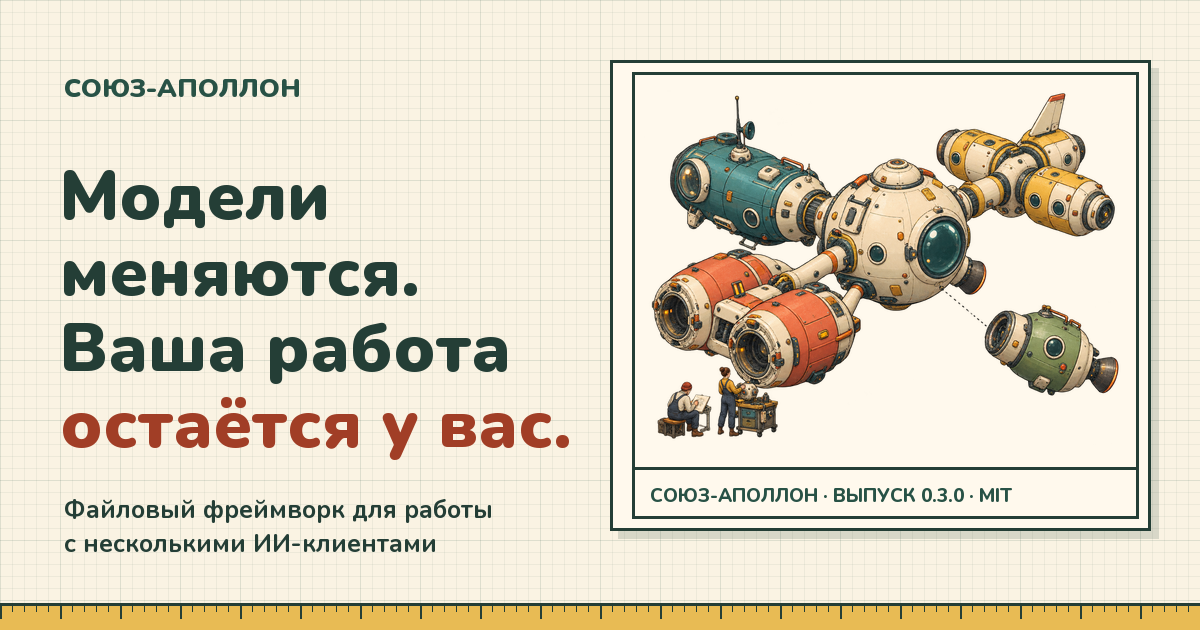 СОЮЗ-АПОЛЛОН
Модели
меняются.
Ваша работа
остаётся у вас.
Файловый фреймворк для работы
с несколькими ИИ-клиентами
СОЮЗ-АПОЛЛОН · ВЫПУСК 0.3.0 · MIT